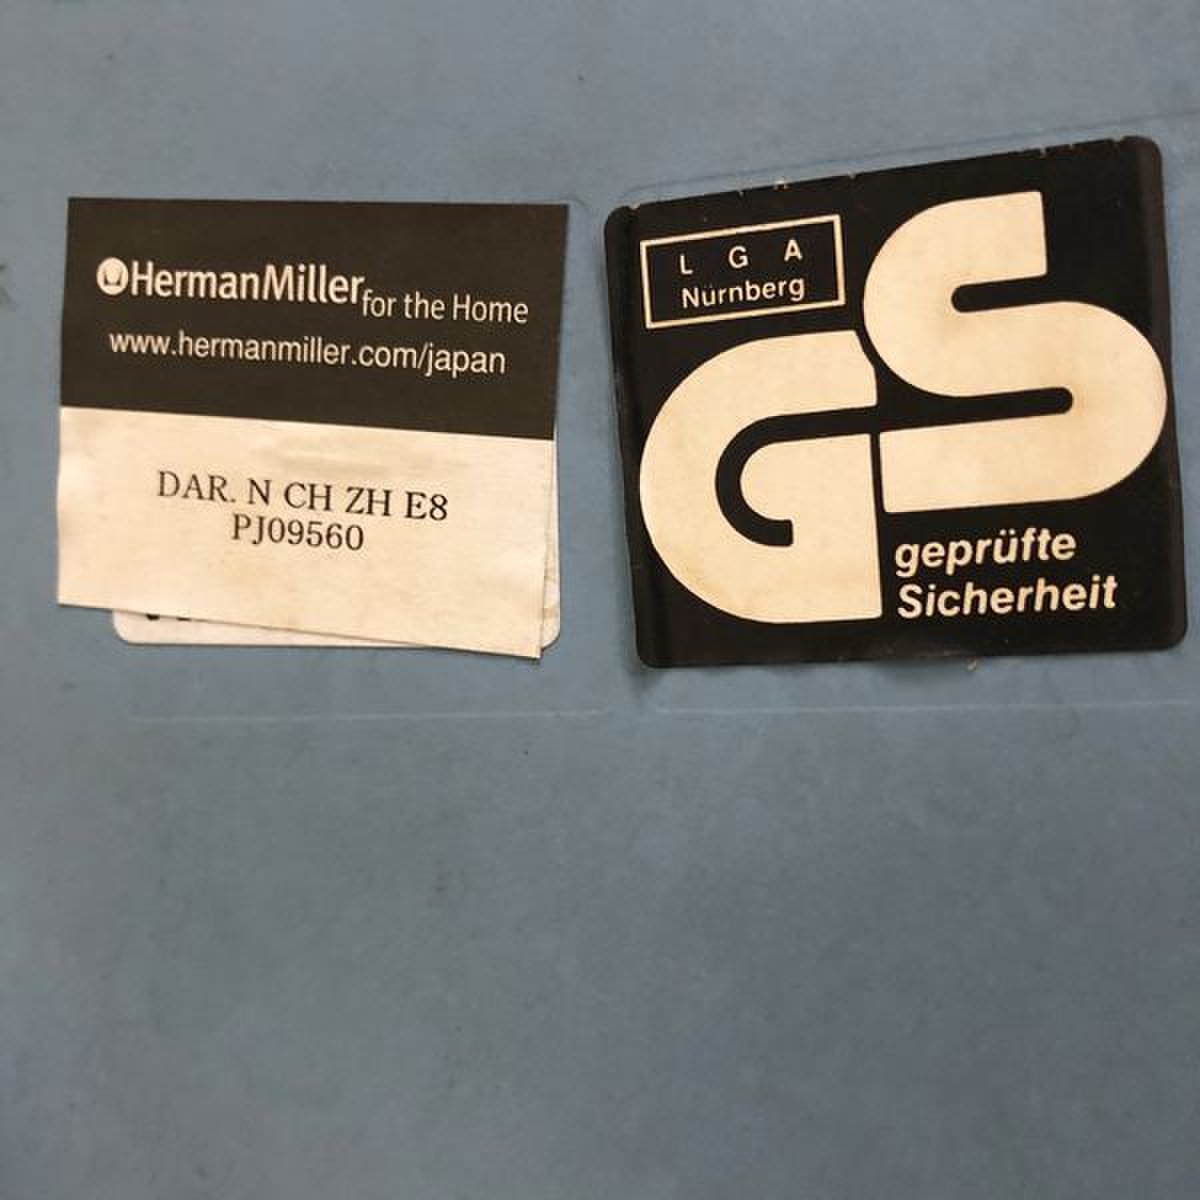 HermanMiller for the Home
www.hermanmiller.com/japan
DAR. N CH ZH E8
PJ09560
L G A
Nürnberg
GS
geprüfte
Sicherheit